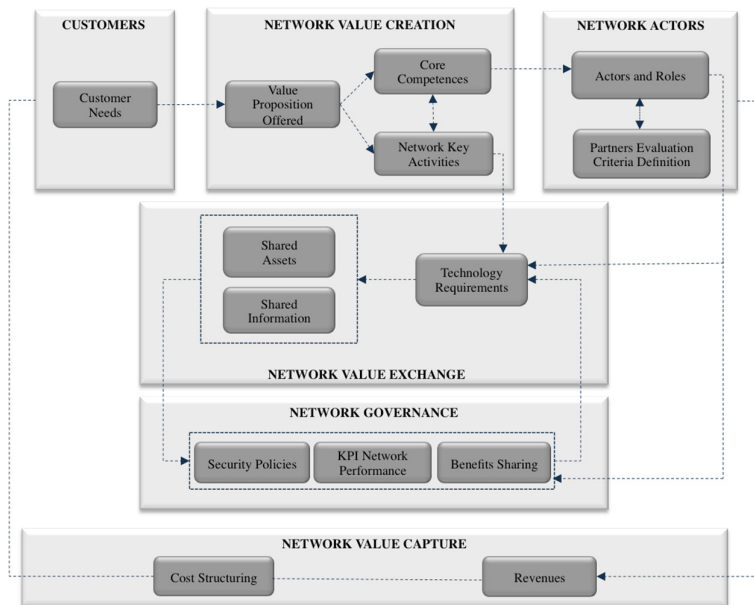 CUSTOMERS
Customer
Needs
NETWORK VALUE CREATION
Value
Proposition
Offered
Core
Competences
Network Key
Activities
NETWORK ACTORS
Actors and Roles
Partners Evaluation
Criteria Definition
Shared
Assets
Shared
Information
Technology
Requirements
NETWORK VALUE EXCHANGE
NETWORK GOVERNANCE
Security Policies
KPI Network
Performance
Benefits Sharing
NETWORK VALUE CAPTURE
Cost Structuring
Revenues